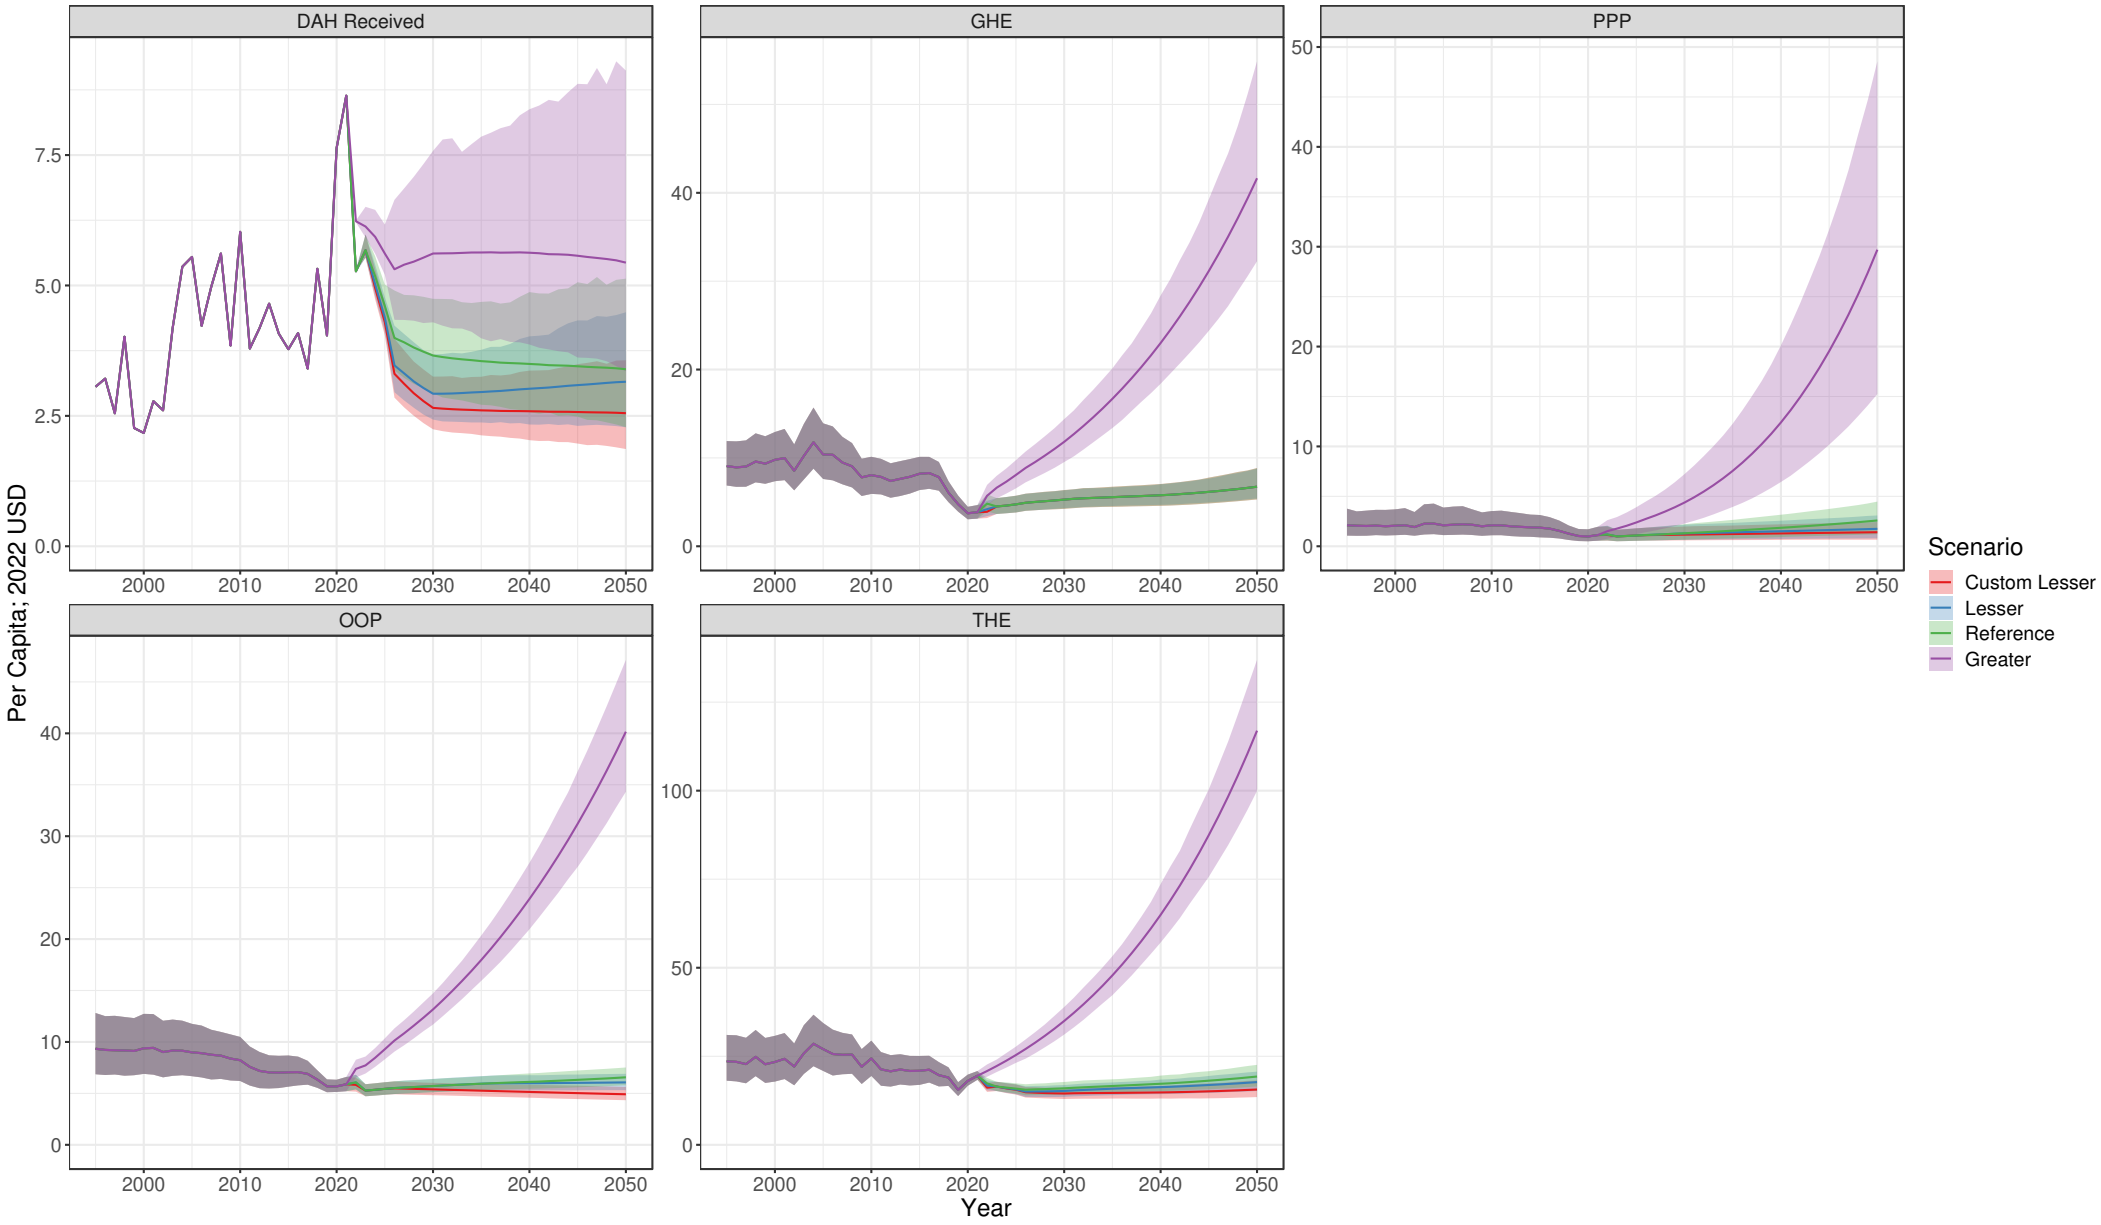 DAH Received
GHE
PPP
0.0
2.5
5.0
7.5
0
20
40
0
10
20
30
40
50
2000 2010 2020 2030 2040 2050
2000 2010 2020 2030 2040 2050
2000 2010 2020 2030 2040 2050
OOP
THE
0
10
20
30
40
0
50
100
2000 2010 2020 2030 2040 2050
2000 2010 2020 2030 2040 2050
Per Capita; 2022 USD
Year
Scenario
Custom Lesser
Lesser
Reference
Greater